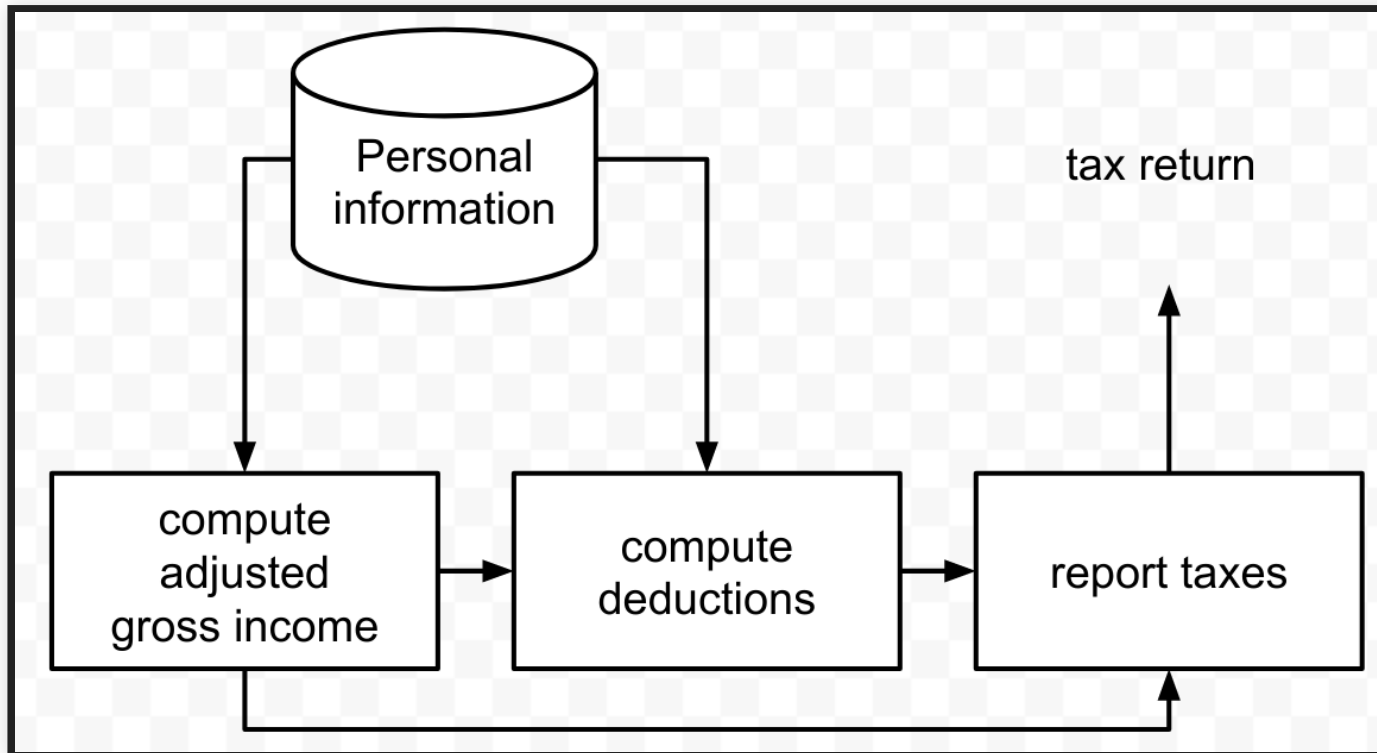 Personal
information
tax return
compute
adjusted
gross income
compute
deductions
report taxes